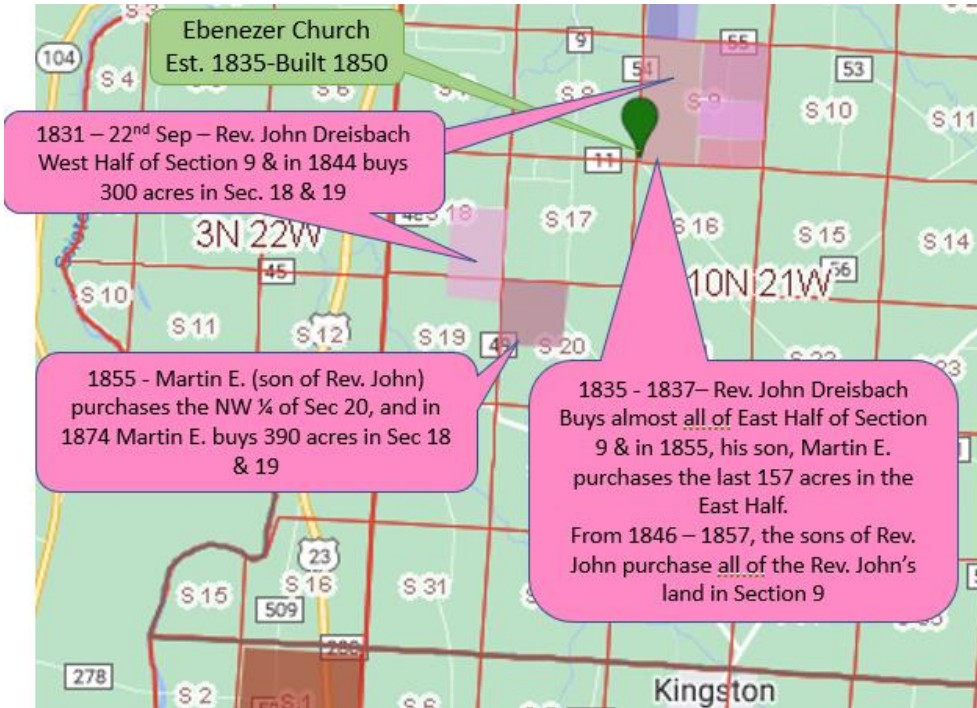 Ebenezer Church
Est. 1835-Built 1850
1831 – 22nd Sep – Rev. John Dreisbach
West Half of Section 9 & in 1844 buys
300 acres in Sec. 18 & 19
1855 - Martin E. (son of Rev. John)
purchases the NW ¼ of Sec 20, and in
1874 Martin E. buys 390 acres in Sec 18
& 19
1835 - 1837– Rev. John Dreisbach
Buys almost all of East Half of Section
9 & in 1855, his son, Martin E.
purchases the last 157 acres in the
East Half.
From 1846 – 1857, the sons of Rev.
John purchase all of the Rev. John's
land in Section 9
104
S 4
9
54
55
53
S 9
S 10
S 11
11
S 18
S 17
S 16
S 15
S 14
3N 22W
45
10N 21W
56
S 10
S 11
S 12
S 19
49
S 20
23
S 15
S 16
S 31
509
278
S 2
S 1
Kingston